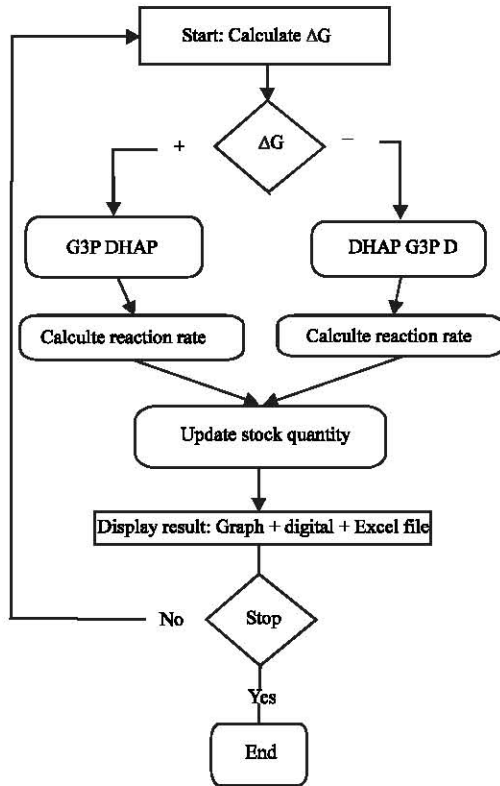 Start: Calculate ΔG
+
ΔG
−
G3P DHAP
DHAP G3P D
Calculte reaction rate
Calculte reaction rate
Update stock quantity
Display result: Graph + digital + Excel file
No
Stop
Yes
End